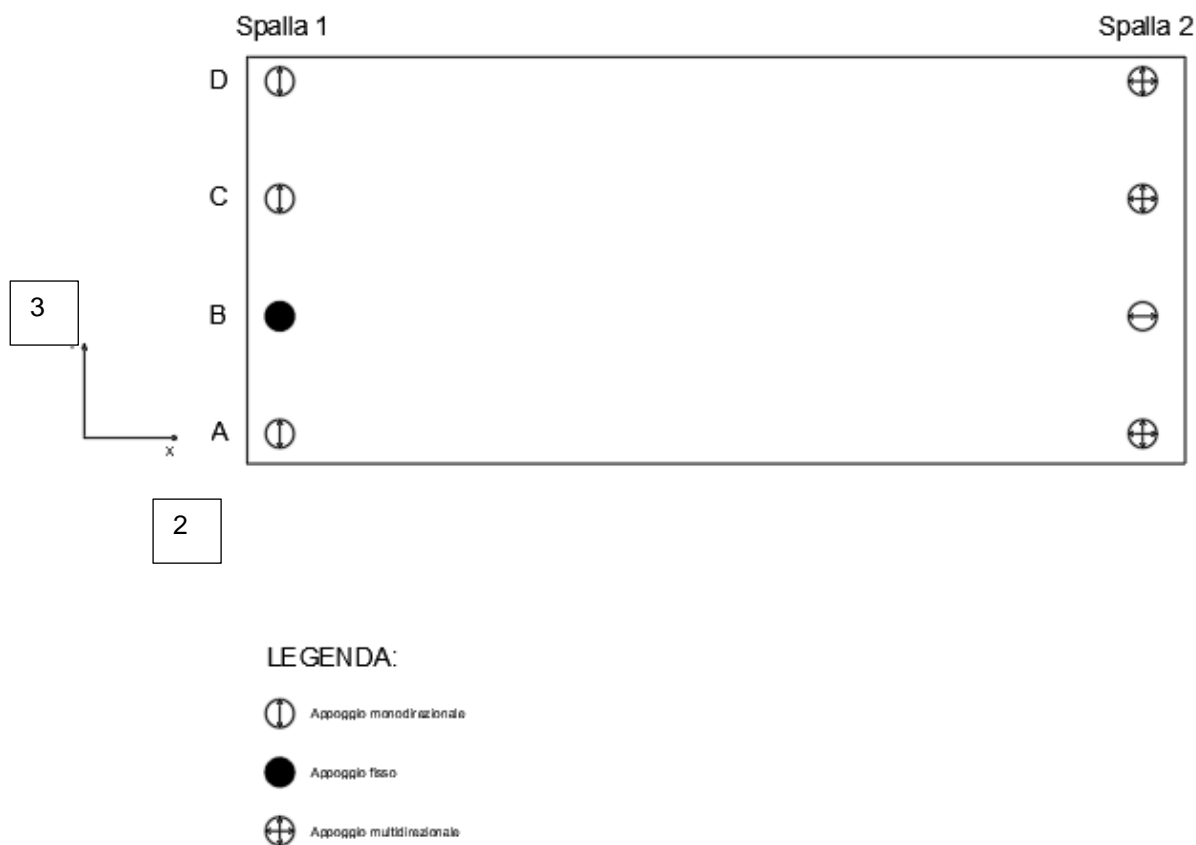 Spalla 1 Spalla 2
D
C
3
B
A
x
2
LEGENDA:
Appoggio monodirezionale
Appoggio fisso
Appoggio multidirezionale